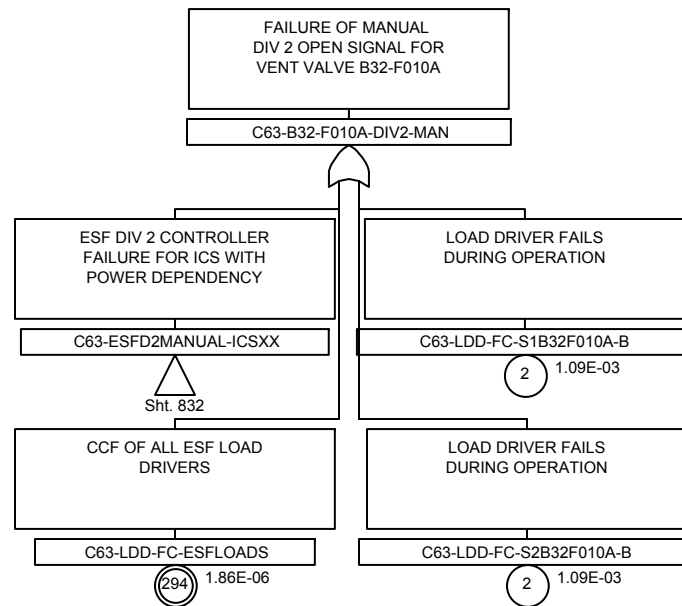 FAILURE OF MANUAL
DIV 2 OPEN SIGNAL FOR
VENT VALVE B32-F010A
C63-B32-F010A-DIV2-MAN
ESF DIV 2 CONTROLLER
FAILURE FOR ICS WITH
POWER DEPENDENCY
C63-ESFD2MANUAL-ICSXX
Sht. 832
LOAD DRIVER FAILS
DURING OPERATION
C63-LDD-FC-S1B32F010A-B
2
1.09E-03
CCF OF ALL ESF LOAD
DRIVERS
C63-LDD-FC-ESFLOADS
294
1.86E-06
LOAD DRIVER FAILS
DURING OPERATION
C63-LDD-FC-S2B32F010A-B
2
1.09E-03